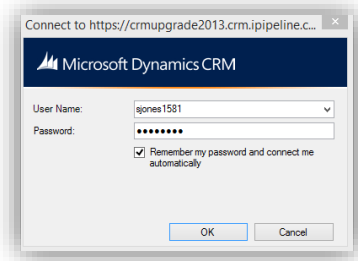 Connect to https://crmupgrade2013.crm.ipipeline.c...
Microsoft Dynamics CRM
User Name:
sjones1581
Password:
••••••••
Remember my password and connect me
automatically
OK
Cancel